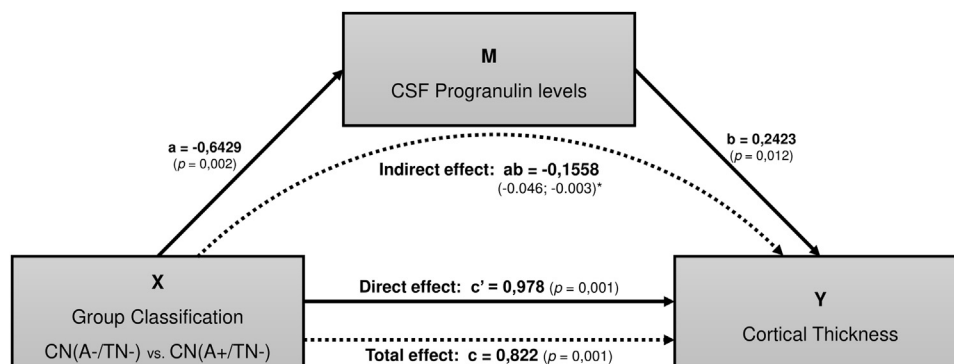 M
CSF Progranulin levels
a = -0,6429
(p = 0,002)
b = 0,2423
(p = 0,012)
Indirect effect: ab = -0,1558
(-0.046; -0.003)*
X
Group Classification
CN(A-/TN-) vs. CN(A+/TN-)
Direct effect: c' = 0,978 (p = 0,001)
Total effect: c = 0,822 (p = 0,001)
Y
Cortical Thickness